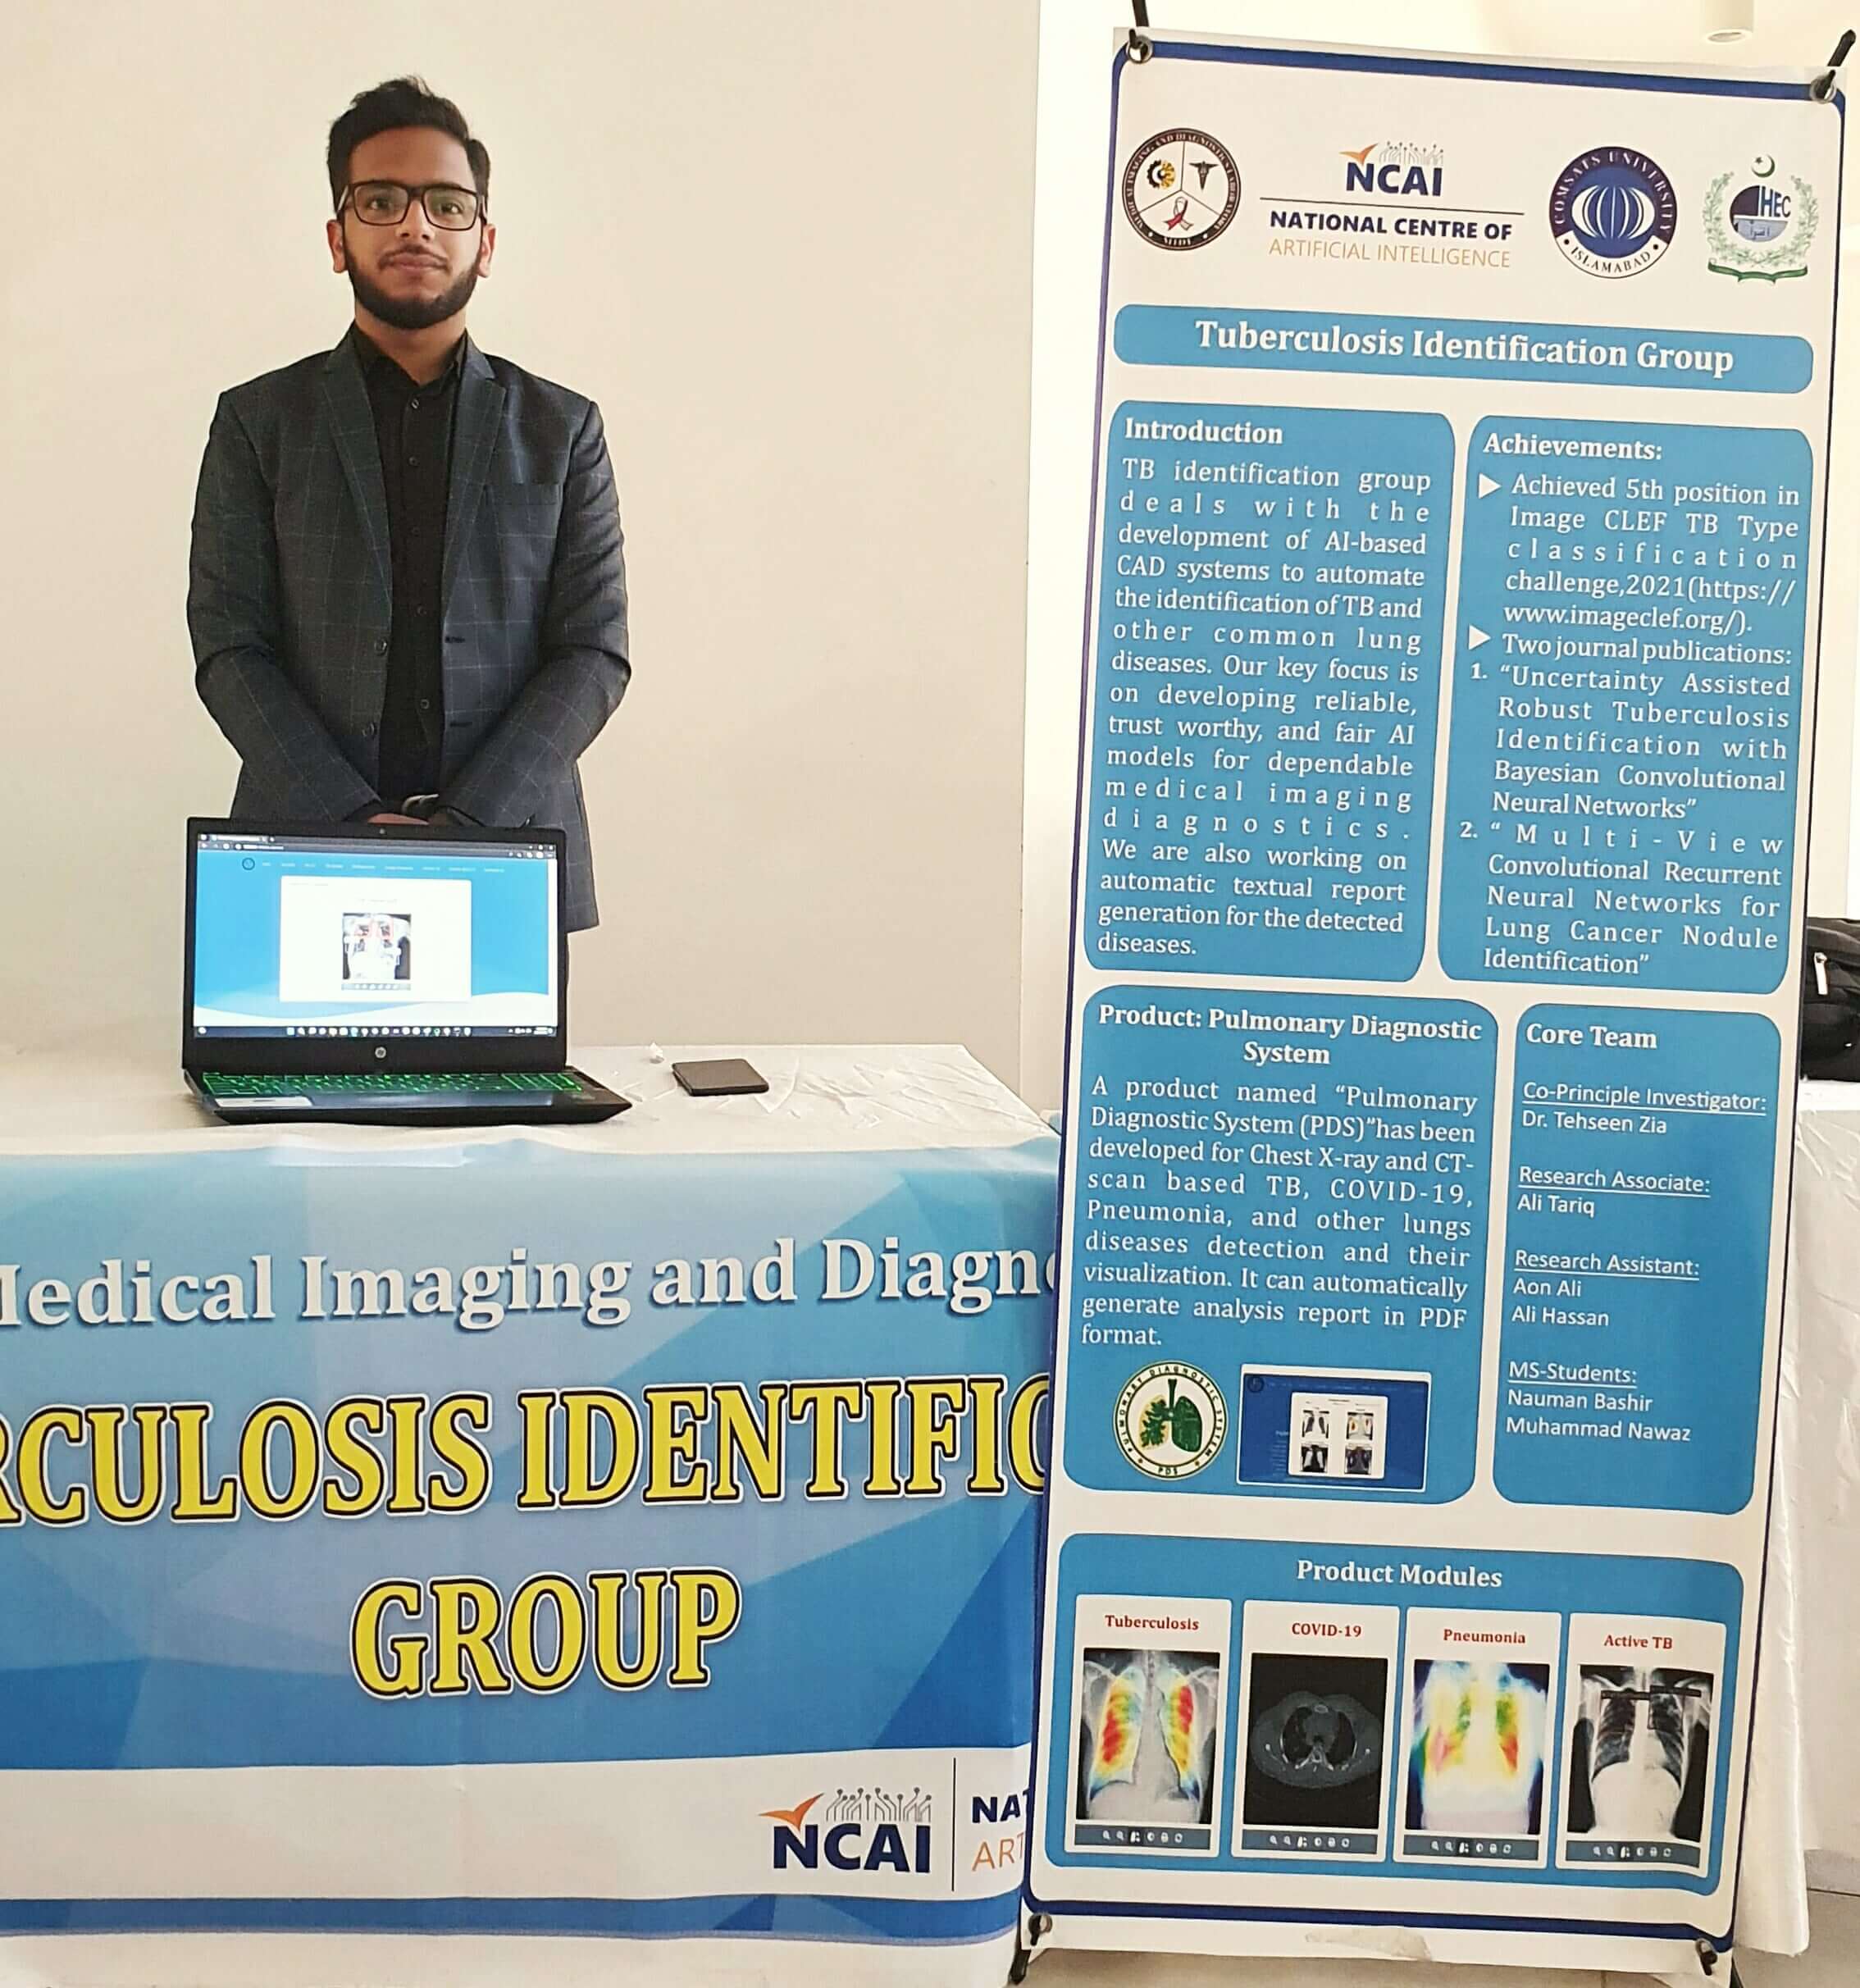 NCAI
NATIONAL CENTRE OF
ARTIFICIAL INTELLIGENCE
COMSATS UNIVERSITY
ISLAMABAD
HEC
Tuberculosis Identification Group
Introduction
TB identification group
deals with the
development of AI-based
CAD systems to automate
the identification of TB and
other common lung
diseases. Our key focus is
on developing reliable,
trust worthy, and fair AI
models for dependable
medical imaging
diagnostics.
We are also working on
automatic textual report
generation for the detected
diseases.
Achievements:
Achieved 5th position in
Image CLEF TB Type
classification
challenge,2021(https://
www.imageclef.org/).
Two journal publications:
1. “Uncertainty Assisted
Robust Tuberculosis
Identification with
Bayesian Convolutional
Neural Networks”
2. “Multi-View
Convolutional Recurrent
Neural Networks for
Lung Cancer Nodule
Identification”
Product: Pulmonary Diagnostic
System
A product named “Pulmonary
Diagnostic System (PDS)”has been
developed for Chest X-ray and CT-
scan based TB, COVID-19,
Pneumonia, and other lungs
diseases detection and their
visualization. It can automatically
generate analysis report in PDF
format.
PULMONARY DIAGNOSTIC SYSTEM
PDS
Core Team
Co-Principle Investigator:
Dr. Tehseen Zia
Research Associate:
Ali Tariq
Research Assistant:
Aon Ali
Ali Hassan
MS-Students:
Nauman Bashir
Muhammad Nawaz
Product Modules
Tuberculosis
COVID-19
Pneumonia
Active TB
edical Imaging and Diagn
RCULOSIS IDENTIFIC
GROUP
NCAI
NAT
ART